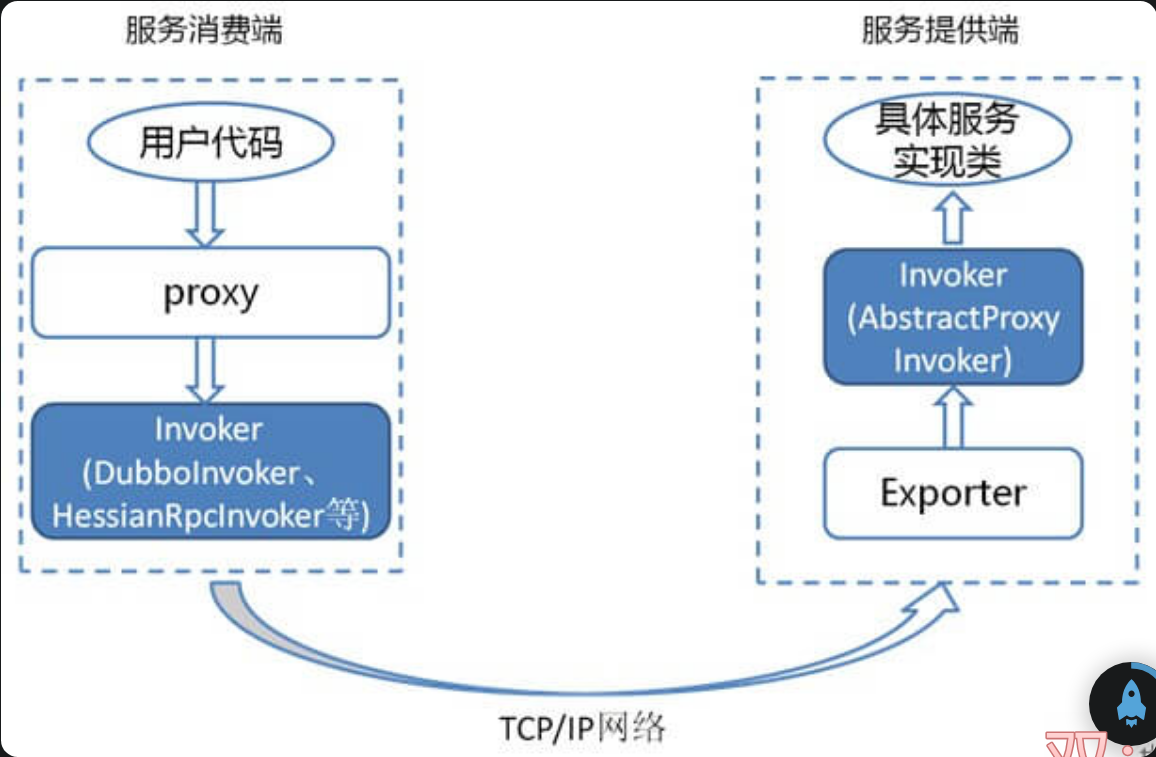 服务消费端
服务提供端
用户代码
proxy
Invoker
(DubboInvoker、
HessianRpcInvoker等)
具体服务
实现类
Invoker
(AbstractProxy
Invoker)
Exporter
TCP/IP网络